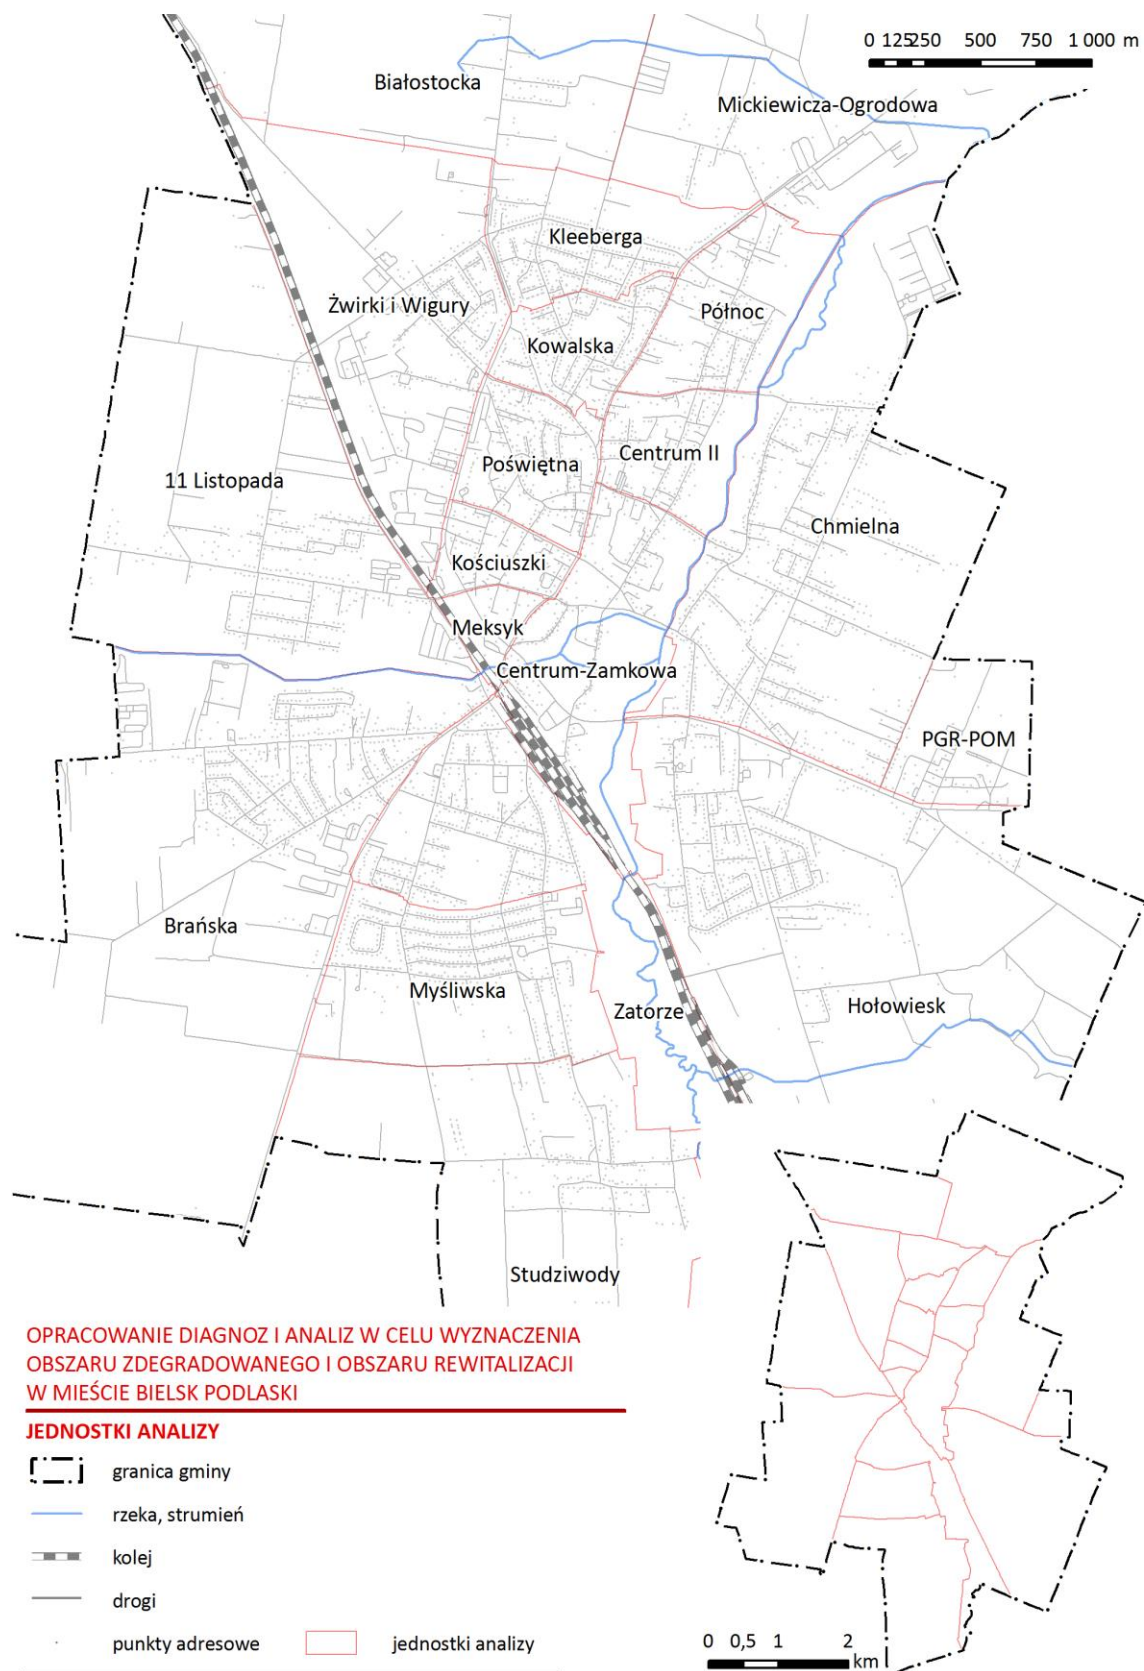 0 125250 500 750 1 000 m
Białostocka
Mickiewicza-Ogrodowa
Kleeberga
Żwirki i Wigury
Północ
Kowalska
Centrum II
Poświętna
11 Listopada
Chmielna
Kościuszki
Meksyk
Centrum-Zamkowa
PGR-POM
Brańska
Myśliwska
Zatorze
Hołowiesk
Studziwody
OPRACOWANIE DIAGNOZ I ANALIZ W CELU WYZNACZENIA
OBSZARU ZDEGRADOWANEGO I OBSZARU REWITALIZACJI
W MIEŚCIE BIELSK PODLASKI
JEDNOSTKI ANALIZY
granica gminy
rzeka, strumień
kolej
drogi
punkty adresowe jednostki analizy
0 0,5 1 2
km